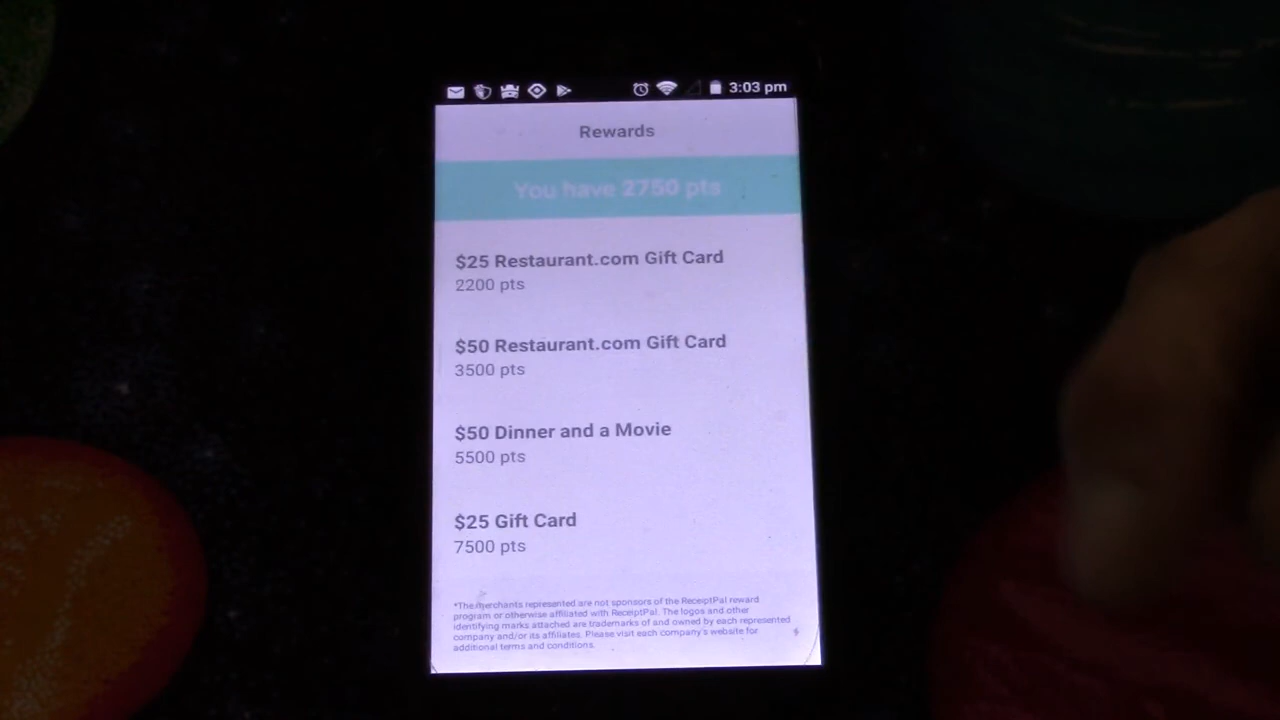 3:03 pm
Rewards
You have 2750 pts
$25 Restaurant.com Gift Card
2200 pts
$50 Restaurant.com Gift Card
3500 pts
$50 Dinner and a Movie
5500 pts
$25 Gift Card
7500 pts
*The merchants represented are not sponsors of the ReceiptPal reward
program or otherwise affiliated with ReceiptPal. The logos and other
identifying marks attached are trademarks of and owned by each represented
company and/or its affiliates. Please visit each company's website for
additional terms and conditions.